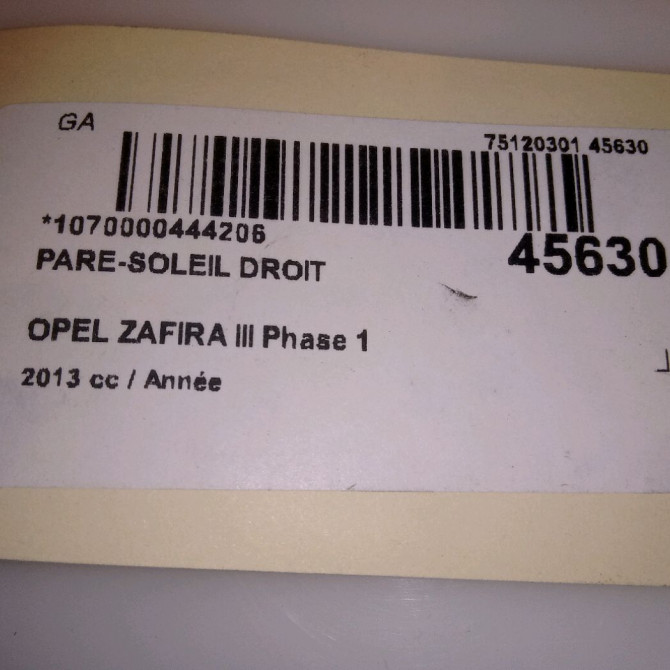 GA
75120301 45630
*1070000444206
45630
PARE-SOLEIL DROIT
OPEL ZAFIRA III Phase 1
2013 cc / Année